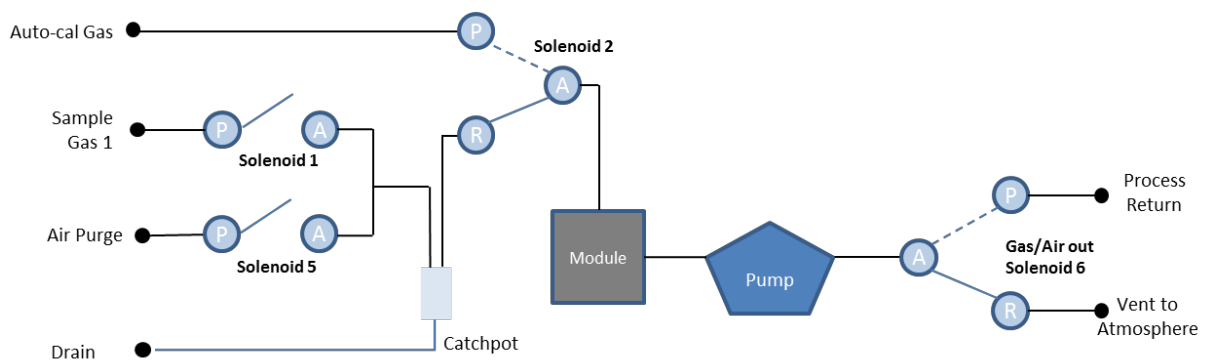 Auto-cal Gas
P
Solenoid 2
A
Sample
Gas 1
P
A
R
Solenoid 1
Air Purge
P
A
Solenoid 5
Module
Pump
A
P
Process
Return
Gas/Air out
Solenoid 6
R
Vent to
Atmosphere
Drain
Catchpot